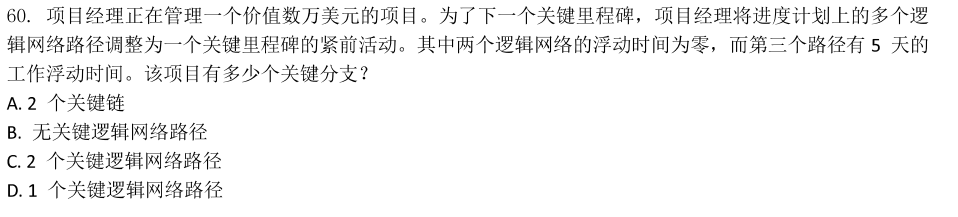 60. 项目经理正在管理一个价值数万美元的项目。为了下一个关键里程碑，项目经理将进度计划上的多个逻
辑网络路径调整为一个关键里程碑的紧前活动。其中两个逻辑网络的浮动时间为零，而第三个路径有 5 天的
工作浮动时间。该项目有多少个关键分支？
A. 2 个关键链
B. 无关键逻辑网络路径
C. 2 个关键逻辑网络路径
D. 1 个关键逻辑网络路径